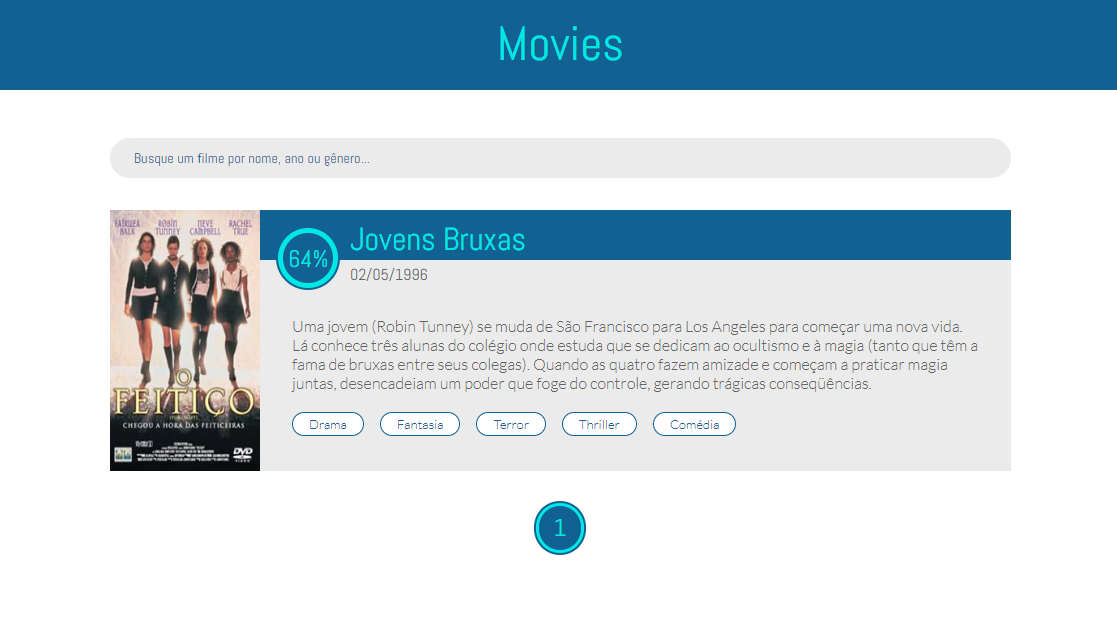 Movies
Busque um filme por nome, ano ou gênero...
FAIRUZA BALK
ROBIN TUNNEY
NEVE CAMPBELL
RACHEL TRUE
O
FEITIÇO
CHEGOU A HORA DAS FEITICEIRAS
DVD
VIDEO
64%
Jovens Bruxas
02/05/1996
Uma jovem (Robin Tunney) se muda de São Francisco para Los Angeles para começar uma nova vida.
Lá conhece três alunas do colégio onde estuda que se dedicam ao ocultismo e à magia (tanto que têm a
fama de bruxas entre seus colegas). Quando as quatro fazem amizade e começam a praticar magia
juntas, desencadeiam um poder que foge do controle, gerando trágicas conseqüências.
Drama Fantasia Terror Thriller Comédia
1